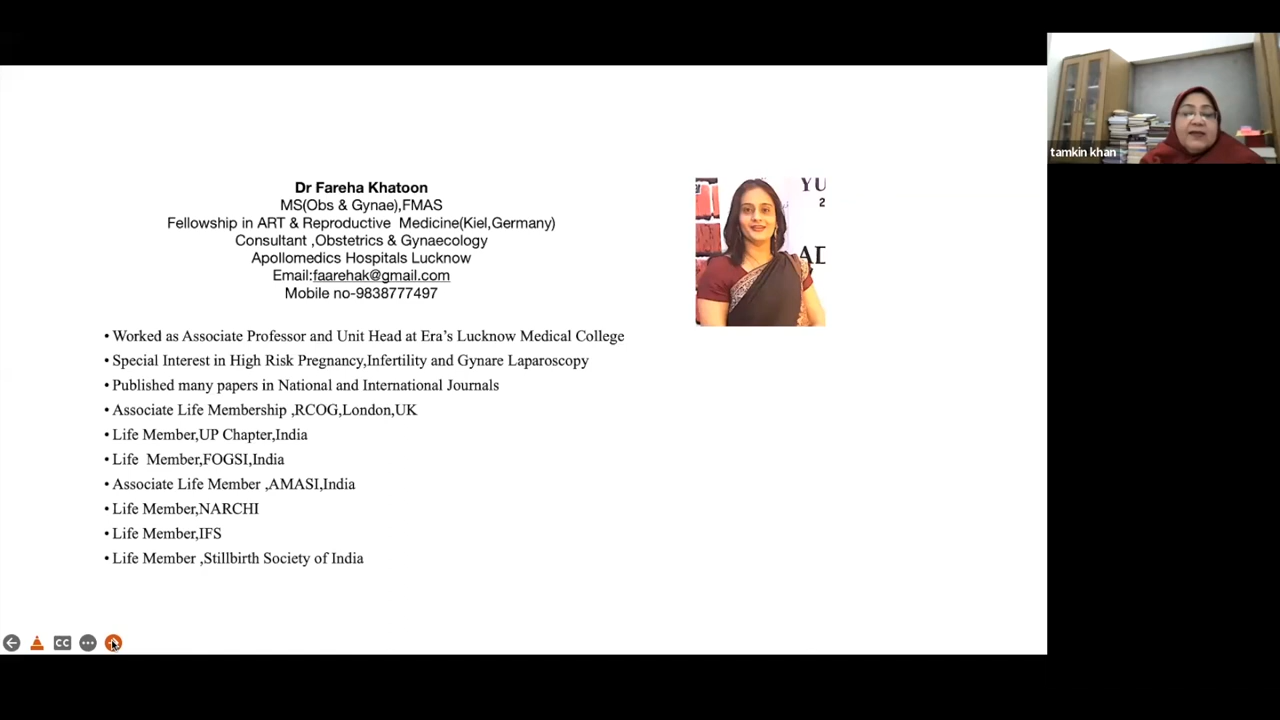 Dr Fareha Khatoon
MS(Obs & Gynae),FMAS
Fellowship in ART & Reproductive Medicine(Kiel,Germany)
Consultant ,Obstetrics & Gynaecology
Apollomedics Hospitals Lucknow
Email:faarehak@gmail.com
Mobile no-9838777497
• Worked as Associate Professor and Unit Head at Era's Lucknow Medical College
• Special Interest in High Risk Pregnancy,Infertility and Gynare Laparoscopy
• Published many papers in National and International Journals
• Associate Life Membership ,RCOG,London,UK
• Life Member,UP Chapter,India
• Life Member,FOGSI,India
• Associate Life Member ,AMASI,India
• Life Member,NARCHI
• Life Member,IFS
• Life Member ,Stillbirth Society of India
YU
2
AD
tamkin khan
CC